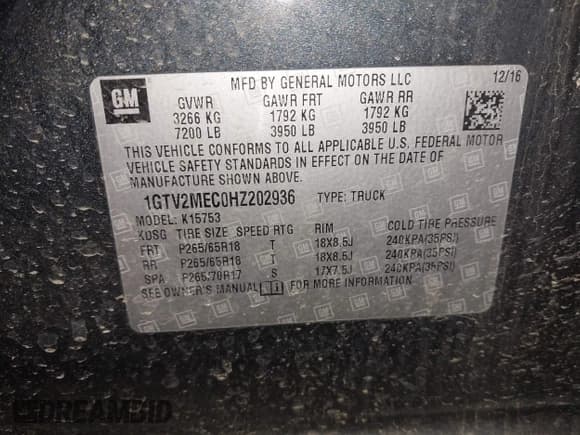 GM
MFD BY GENERAL MOTORS LLC 12/16
GVWR GAWR FRT GAWR RR
3266 KG 1792 KG 1792 KG
7200 LB 3950 LB 3950 LB
THIS VEHICLE CONFORMS TO ALL APPLICABLE U.S. FEDERAL MOTOR
VEHICLE SAFETY STANDARDS IN EFFECT ON THE DATE OF
MANUFACTURE SHOWN ABOVE.
1GTV2MEC0HZ202936 TYPE: TRUCK
MODEL: K15753
KDSG TIRE SIZE SPEED RTG RIM COLD TIRE PRESSURE
FRT P265/65R18 T 18X8.5J 240KPA(35PSI)
RR P265/65R18 T 18X8.5J 240KPA(35PSI)
SPA P265/70R17 S 17X7.5J 240KPA(35PSI)
SEE OWNER'S MANUAL FOR MORE INFORMATION
DREAMBID